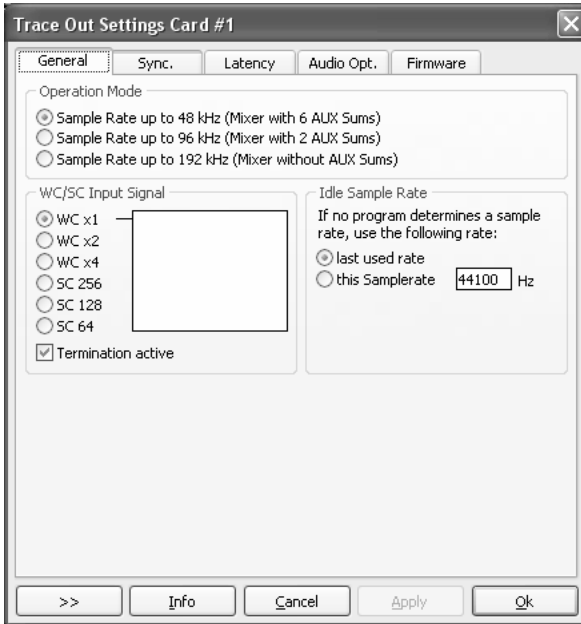 Trace Out Settings Card #1
General
Sync.
Latency
Audio Opt.
Firmware
Operation Mode
Sample Rate up to 48 kHz (Mixer with 6 AUX Sums)
Sample Rate up to 96 kHz (Mixer with 2 AUX Sums)
Sample Rate up to 192 kHz (Mixer without AUX Sums)
WC/SC Input Signal
WC x1
WC x2
WC x4
SC 256
SC 128
SC 64
Termination active
Idle Sample Rate
If no program determines a sample
rate, use the following rate:
last used rate
this Samplerate 44100 Hz
>>
Info
Cancel
Apply
Ok